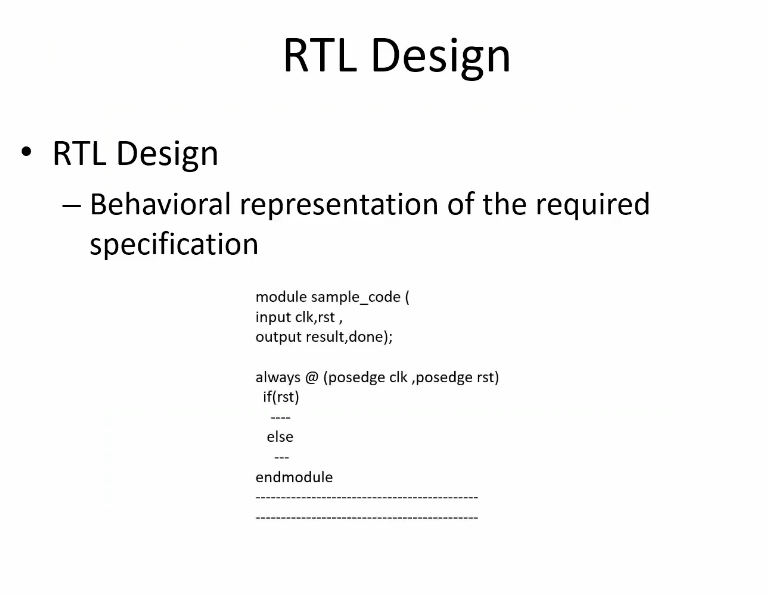 RTL Design
• RTL Design
– Behavioral representation of the required
specification
module sample_code (
input clk,rst ,
output result,done);
always @ (posedge clk ,posedge rst)
if(rst)
----
else
---
endmodule
--------------------------------------------
--------------------------------------------